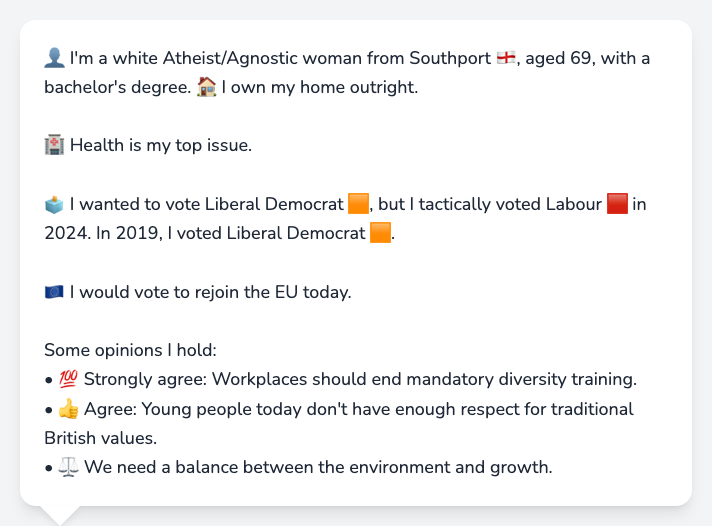 👤 I'm a white Atheist/Agnostic woman from Southport 🏴󠁧󠁢󠁥󠁮󠁧󠁿, aged 69, with a
bachelor's degree. 🏠 I own my home outright.
🏥 Health is my top issue.
🗳️ I wanted to vote Liberal Democrat 🟧, but I tactically voted Labour 🟥 in
2024. In 2019, I voted Liberal Democrat 🟧.
🇪🇺 I would vote to rejoin the EU today.
Some opinions I hold:
• 💯 Strongly agree: Workplaces should end mandatory diversity training.
• 👍 Agree: Young people today don't have enough respect for traditional
British values.
• ⚖️ We need a balance between the environment and growth.